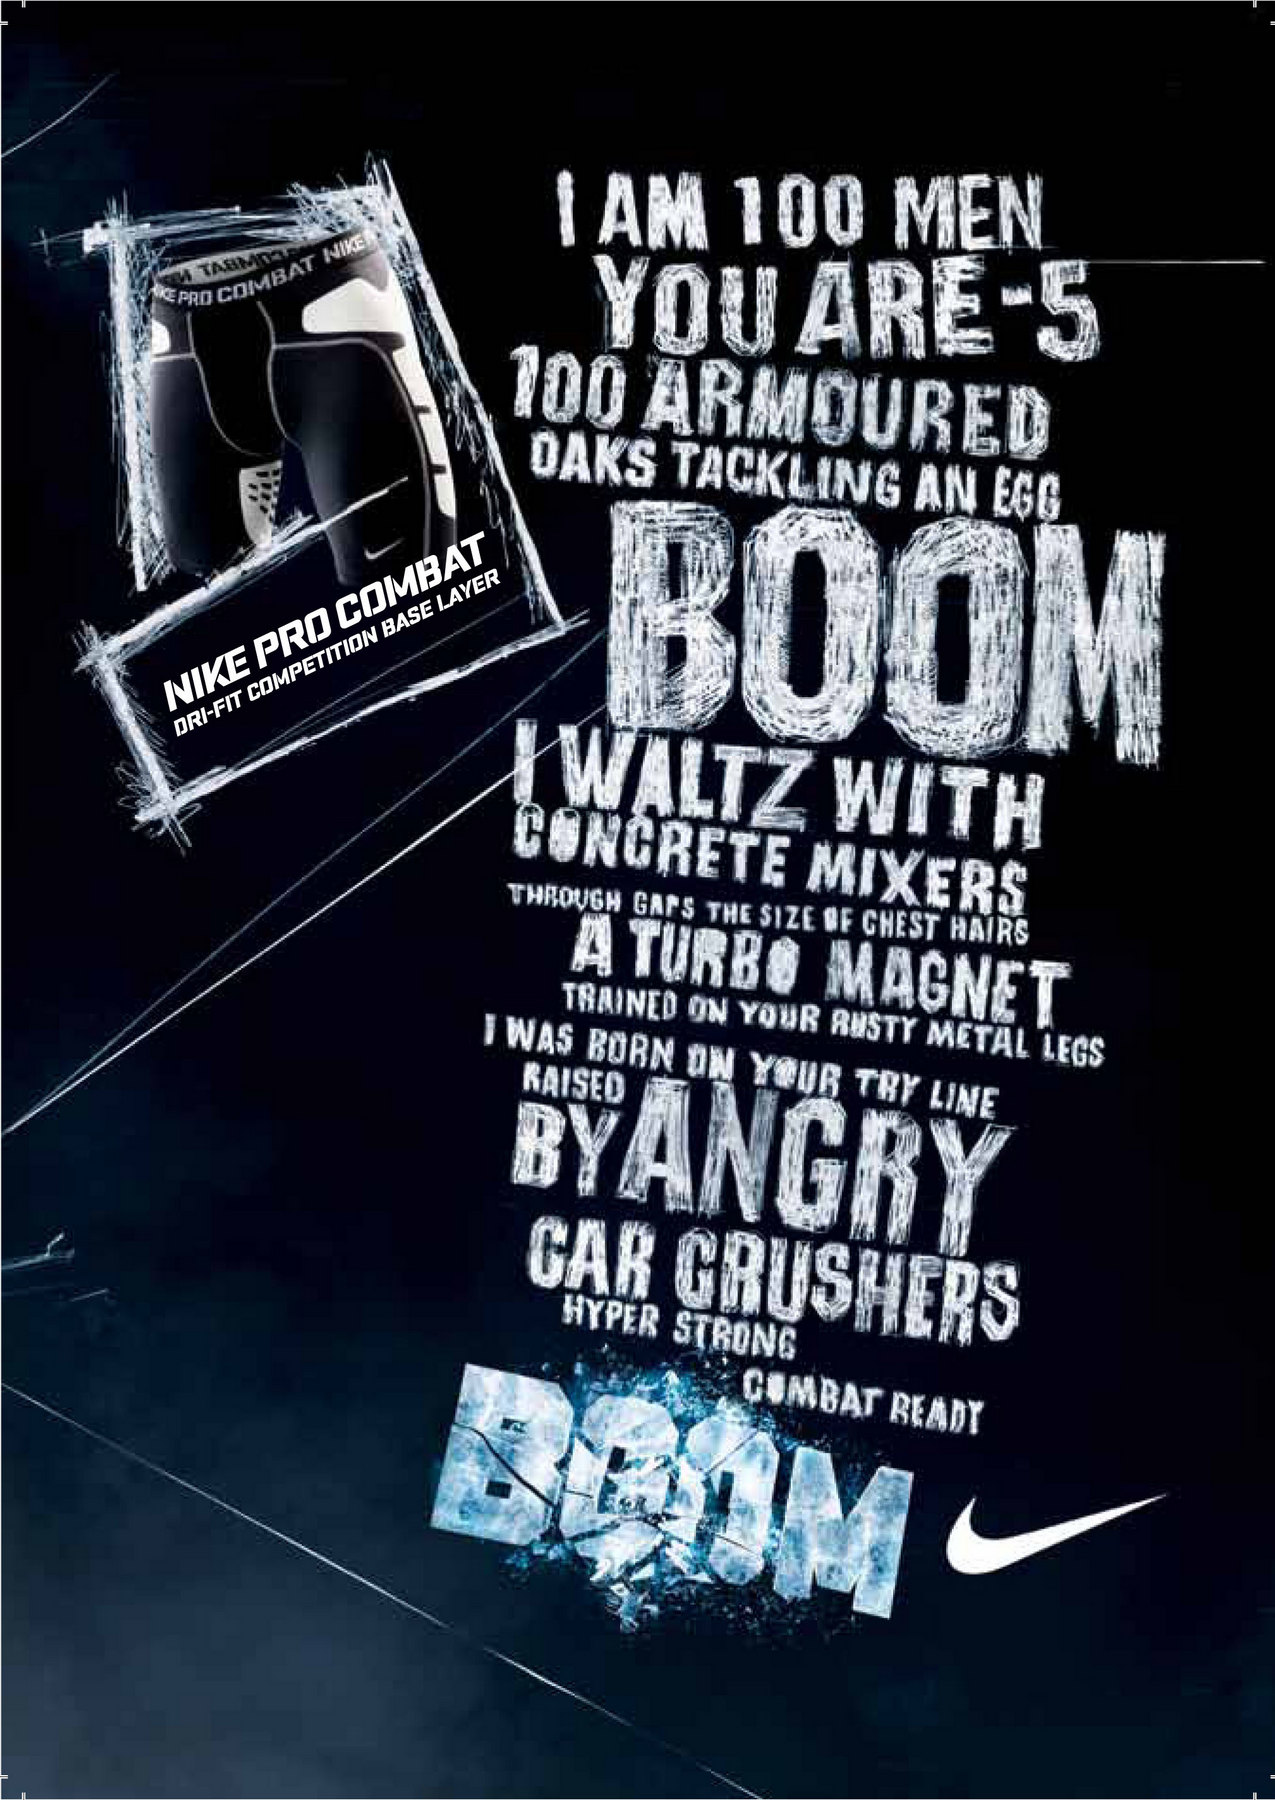 I AM 100 MEN
YOU ARE -5
100 ARMOURED
OAKS TACKLING AN EGG
BOOM
I WALTZ WITH
CONCRETE MIXERS
THROUGH GAPS THE SIZE OF CHEST HAIRS
A TURBO MAGNET
TRAINED ON YOUR RUSTY METAL LEGS
I WAS BORN ON YOUR TRY LINE
RAISED
BY ANGRY
CAR CRUSHERS
HYPER STRONG
COMBAT READY
BOOM
NIKE PRO COMBAT NIKE
NIKE PRO COMBAT
DRI-FIT COMPETITION BASE LAYER